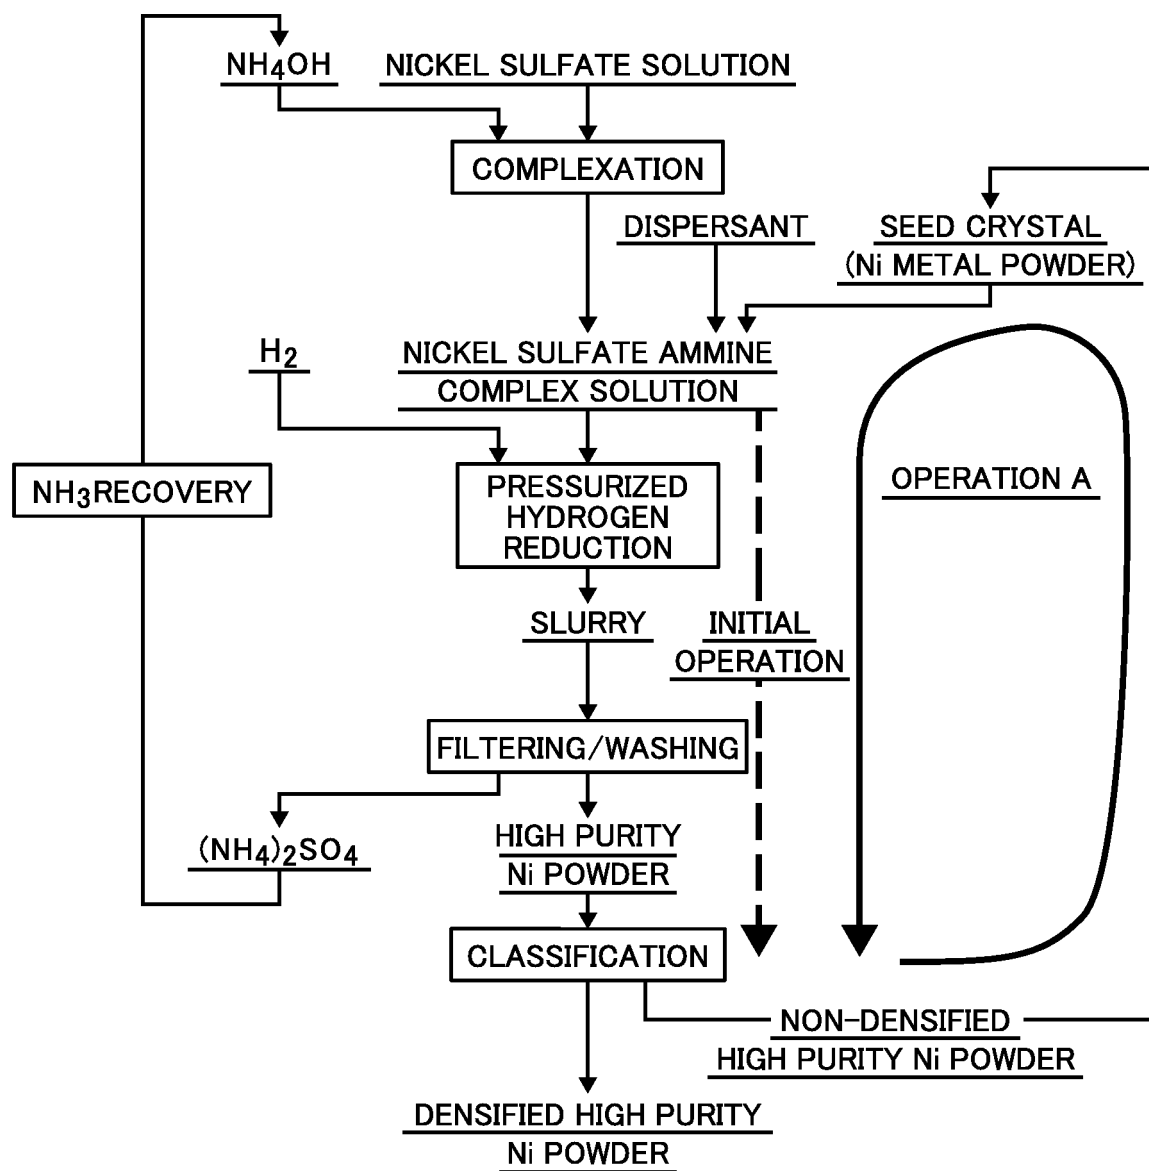 NH4OH
NICKEL SULFATE SOLUTION
COMPLEXATION
DISPERSANT
SEED CRYSTAL
(Ni METAL POWDER)
H2
NICKEL SULFATE AMMINE
COMPLEX SOLUTION
NH3RECOVERY
PRESSURIZED
HYDROGEN
REDUCTION
OPERATION A
SLURRY
INITIAL
OPERATION
FILTERING/WASHING
(NH4)2SO4
HIGH PURITY
Ni POWDER
CLASSIFICATION
NON-DENSIFIED
HIGH PURITY Ni POWDER
DENSIFIED HIGH PURITY
Ni POWDER